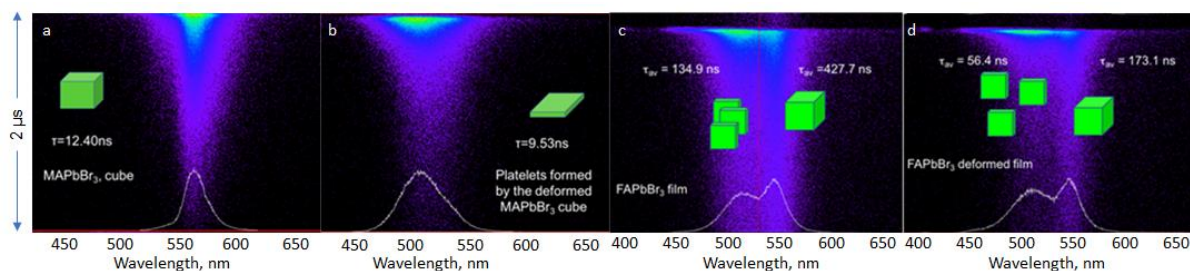 2 µs
a
τ=12.40ns
MAPbBr3, cube
450 500 550 600 650
Wavelength, nm
b
τ=9.53ns
Platelets formed
by the deformed
MAPbBr3 cube
450 500 550 600 650
Wavelength, nm
c
τav = 134.9 ns
τav =427.7 ns
FAPbBr3 film
400 450 500 550 600 650
Wavelength, nm
d
τav = 56.4 ns
τav = 173.1 ns
FAPbBr3 deformed film
400 450 500 550 600 650
Wavelength, nm